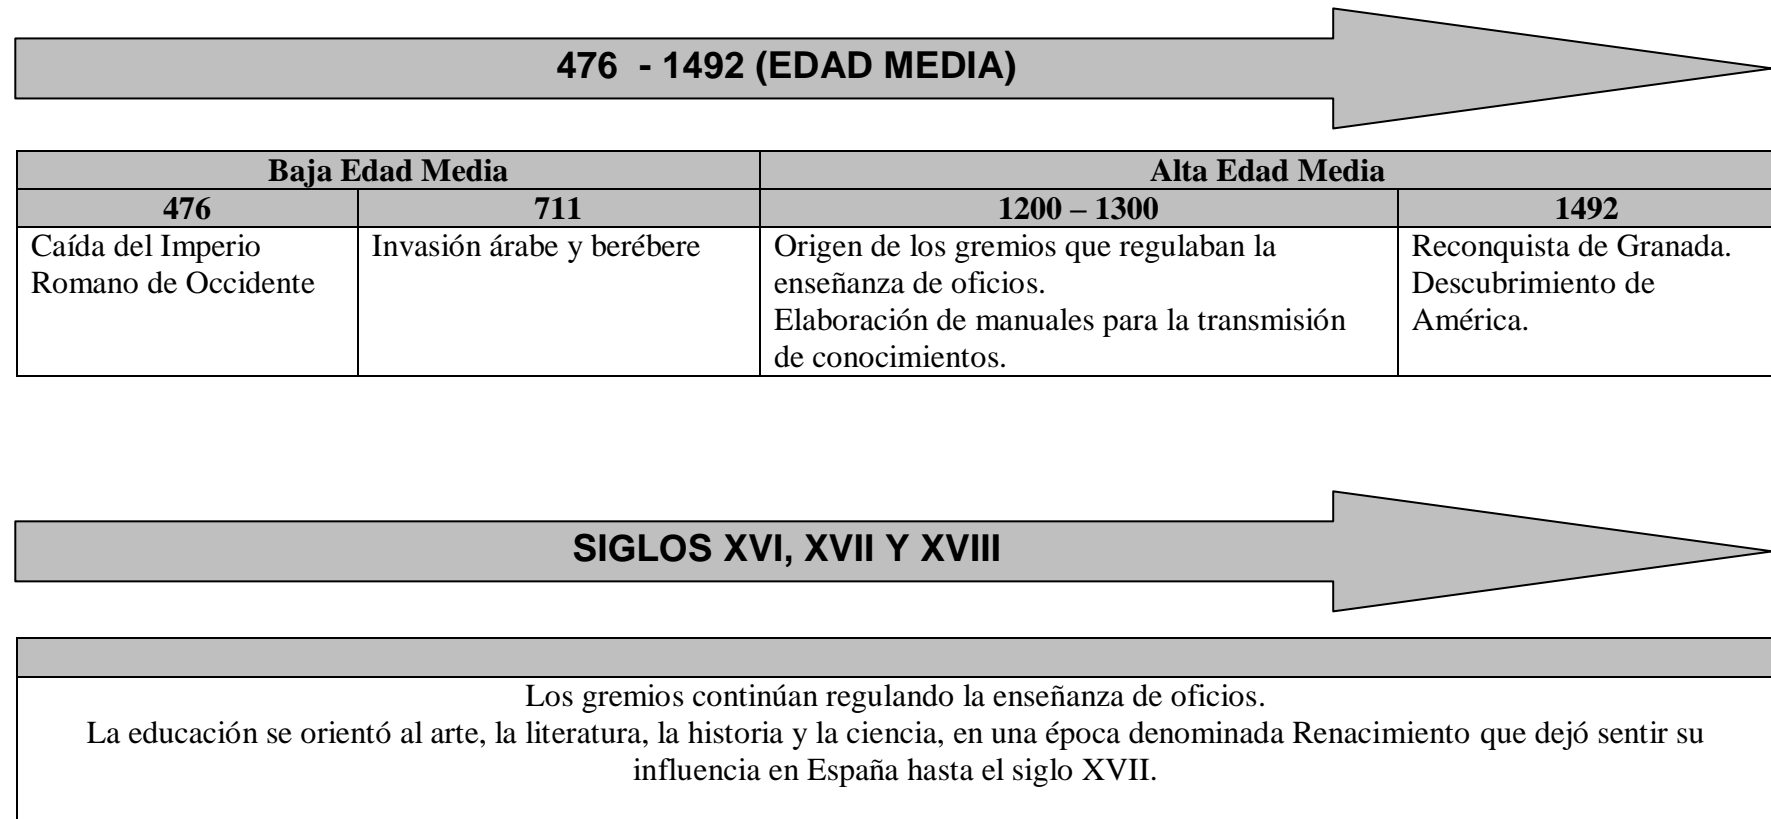 476 - 1492 (EDAD MEDIA)
Baja Edad Media
Alta Edad Media
476
711
1200 – 1300
1492
Caída del Imperio
Romano de Occidente
Invasión árabe y berébere
Origen de los gremios que regulaban la
enseñanza de oficios.
Elaboración de manuales para la transmisión
de conocimientos.
Reconquista de Granada.
Descubrimiento de
América.
SIGLOS XVI, XVII Y XVIII
Los gremios continúan regulando la enseñanza de oficios.
La educación se orientó al arte, la literatura, la historia y la ciencia, en una época denominada Renacimiento que dejó sentir su
influencia en España hasta el siglo XVII.